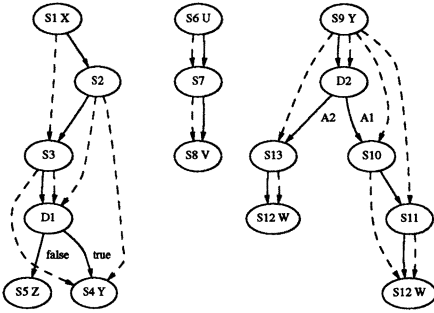 S1 X
S6 U
S9 Y
S2
S7
D2
A2
A1
S3
S8 V
S13
S10
D1
S12 W
S11
false
true
S5 Z
S4 Y
S12 W